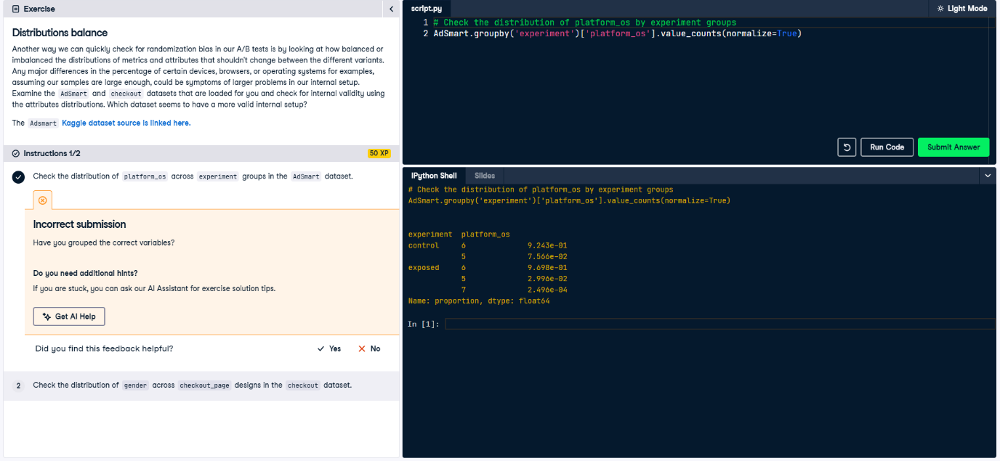 Exercise
Distributions balance
Another way we can quickly check for randomization bias in our A/B tests is by looking at how balanced or
imbalanced the distributions of metrics and attributes that shouldn't change between the different variants.
Any major differences in the percentage of certain devices, browsers, or operating systems for examples,
assuming our samples are large enough, could be symptoms of larger problems in our internal setup.
Examine the AdSmart and checkout datasets that are loaded for you and check for internal validity using
the attributes distributions. Which dataset seems to have a more valid internal setup?
The Adsmart Kaggle dataset source is linked here.
Instructions 1/2
50 XP
Check the distribution of platform_os across experiment groups in the AdSmart dataset.
Incorrect submission
Have you grouped the correct variables?
Do you need additional hints?
If you are stuck, you can ask our AI Assistant for exercise solution tips.
Get AI Help
Did you find this feedback helpful?
Yes
No
2 Check the distribution of gender across checkout_page designs in the checkout dataset.
script.py
Light Mode
1 # Check the distribution of platform_os by experiment groups
2 AdSmart.groupby('experiment')['platform_os'].value_counts(normalize=True)
Run Code
Submit Answer
IPython Shell
Slides
# Check the distribution of platform_os by experiment groups
AdSmart.groupby('experiment')['platform_os'].value_counts(normalize=True)
experiment platform_os
control 6 9.243e-01
5 7.566e-02
exposed 6 9.698e-01
5 2.996e-02
7 2.496e-04
Name: proportion, dtype: float64
In [1]: